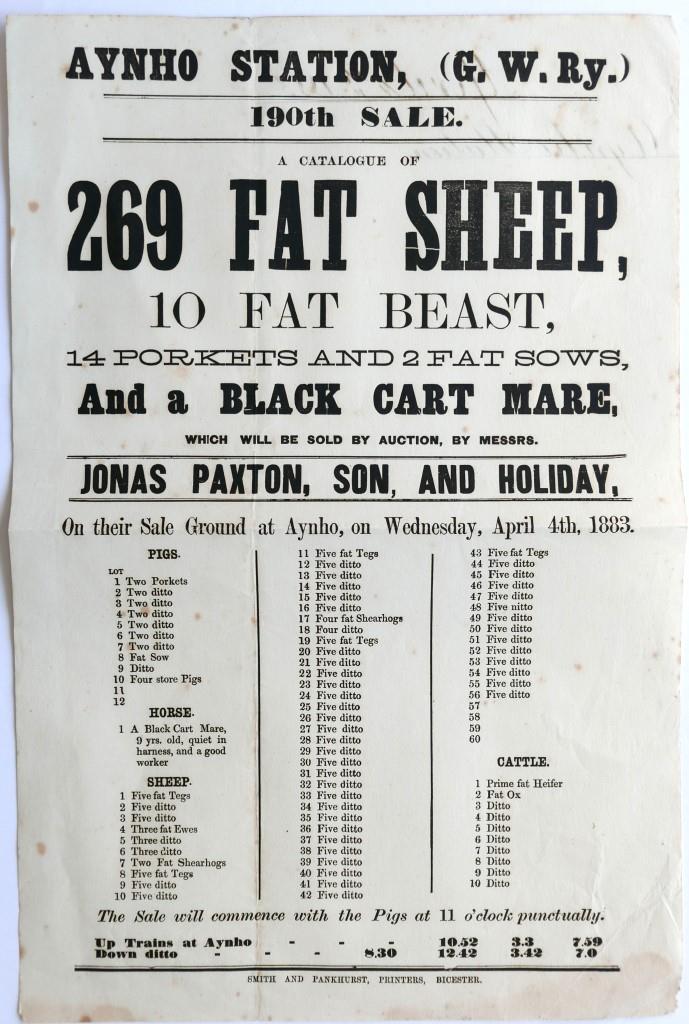 AYNHO STATION, (G. W. Ry.)
190th SALE.
A CATALOGUE OF
269 FAT SHEEP,
10 FAT BEAST,
14 PORKETS AND 2 FAT SOWS,
And a BLACK CART MARE,
WHICH WILL BE SOLD BY AUCTION, BY MESSRS.
JONAS PAXTON, SON, AND HOLIDAY,
On their Sale Ground at Aynho, on Wednesday, April 4th, 1883.
PIGS.
LOT
1 Two Porkets
2 Two ditto
3 Two ditto
4 Two ditto
5 Two ditto
6 Two ditto
7 Two ditto
8 Fat Sow
9 Ditto
10 Four store Pigs
11
12
HORSE.
1 A Black Cart Mare,
9 yrs. old, quiet in
harness, and a good
worker
SHEEP.
1 Five fat Tegs
2 Five ditto
3 Five ditto
4 Three fat Ewes
5 Three ditto
6 Three ditto
7 Two Fat Shearhogs
8 Five fat Tegs
9 Five ditto
10 Five ditto
11 Five fat Tegs
12 Five ditto
13 Five ditto
14 Five ditto
15 Five ditto
16 Five ditto
17 Four fat Shearhogs
18 Four ditto
19 Five fat Tegs
20 Five ditto
21 Five ditto
22 Five ditto
23 Five ditto
24 Five ditto
25 Five ditto
26 Five ditto
27 Five ditto
28 Five ditto
29 Five ditto
30 Five ditto
31 Five ditto
32 Five ditto
33 Five ditto
34 Five ditto
35 Five ditto
36 Five ditto
37 Five ditto
38 Five ditto
39 Five ditto
40 Five ditto
41 Five ditto
42 Five ditto
43 Five fat Tegs
44 Five ditto
45 Five ditto
46 Five ditto
47 Five ditto
48 Five nitto
49 Five ditto
50 Five ditto
51 Five ditto
52 Five ditto
53 Five ditto
54 Five ditto
55 Five ditto
56 Five ditto
57
58
59
60
CATTLE.
1 Prime fat Heifer
2 Fat Ox
3 Ditto
4 Ditto
5 Ditto
6 Ditto
7 Ditto
8 Ditto
9 Ditto
10 Ditto
The Sale will commence with the Pigs at 11 o'clock punctually.
Up Trains at Aynho - - - - 10.52 3.3 7.59
Down ditto - - - 8.30 12.42 3.42 7.0
SMITH AND PANKHURST, PRINTERS, BICESTER.